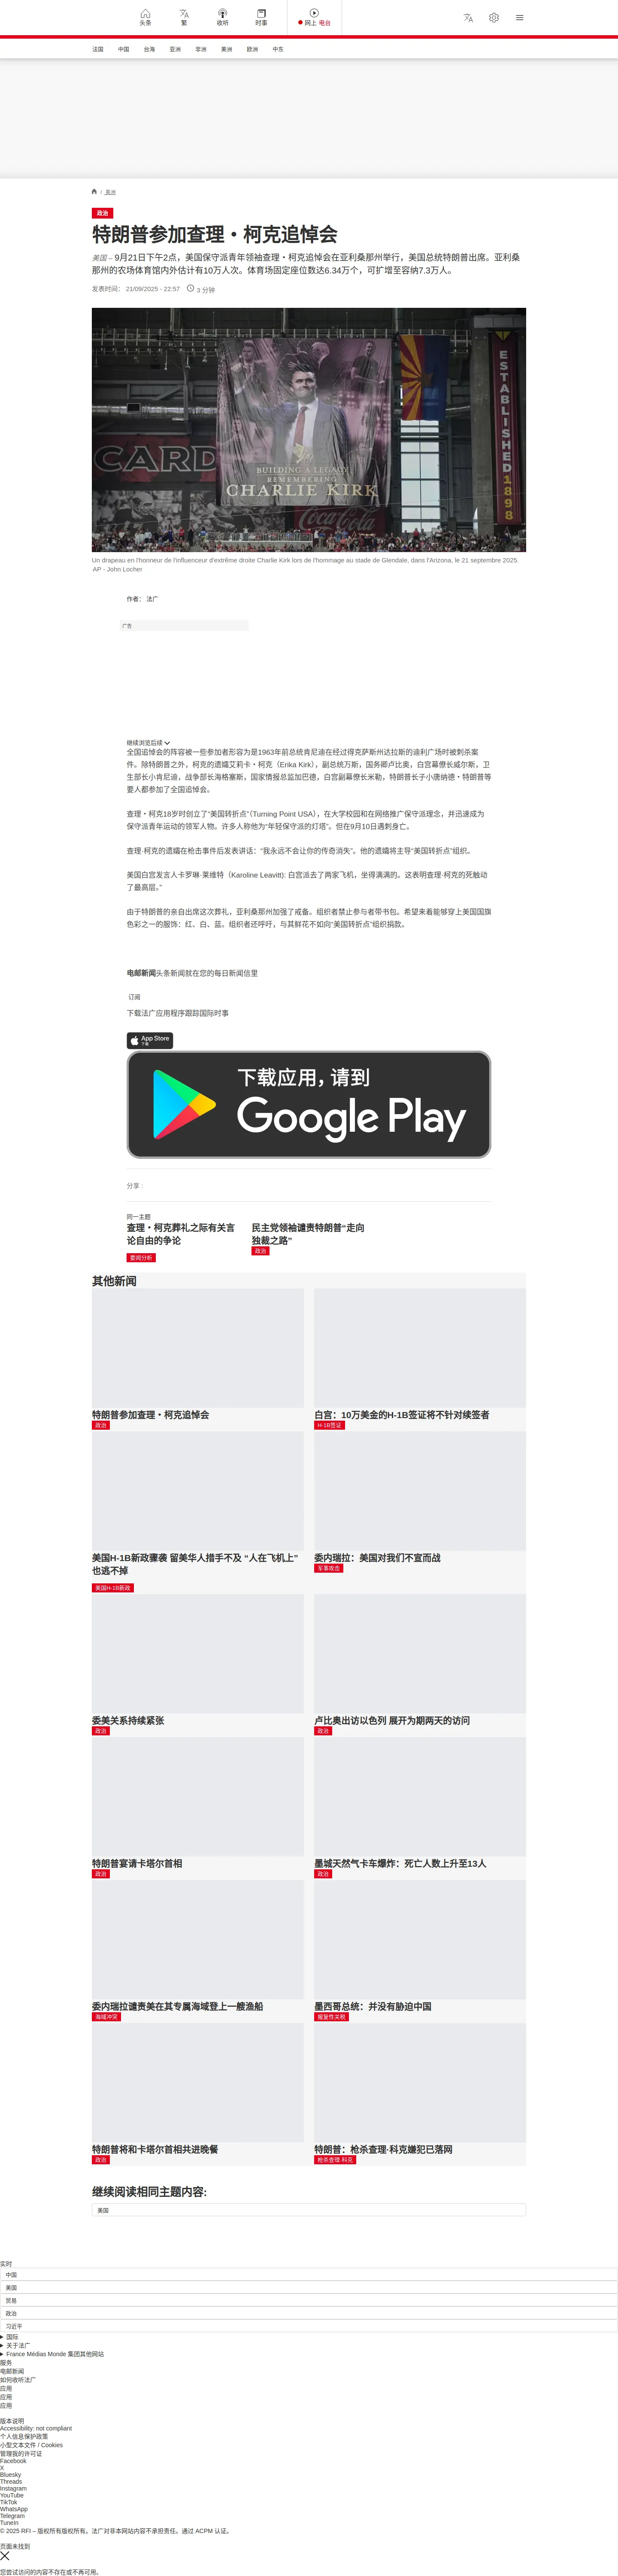 头条
繁
收听
时事
网上 电台
法国
中国
台海
亚洲
非洲
美洲
欧洲
中东
/ 美洲
政治
特朗普参加查理・柯克追悼会
美国 – 9月21日下午2点，美国保守派青年领袖查理・柯克追悼会在亚利桑那州举行，美国总统特朗普出席。亚利桑
那州的农场体育馆内外估计有10万人次。体育场固定座位数达6.34万个，可扩增至容纳7.3万人。
发表时间： 21/09/2025 - 22:57
3 分钟
CARD
BUILDING A LEGACY
REMEMBERING
CHARLIE KIRK
Coca-Cola
ESTABLISHED
1898
Un drapeau en l'honneur de l'influenceur d'extrême droite Charlie Kirk lors de l'hommage au stade de Glendale, dans l'Arizona, le 21 septembre 2025.
AP - John Locher
作者： 法广
广告
继续浏览后续
全国追悼会的阵容被一些参加者形容为是1963年前总统肯尼迪在经过得克萨斯州达拉斯的迪利广场时被刺杀案
件。除特朗普之外，柯克的遗孀艾莉卡・柯克（Erika Kirk），副总统万斯，国务卿卢比奥，白宫幕僚长威尔斯，卫
生部长小肯尼迪，战争部长海格塞斯，国家情报总监加巴德，白宫副幕僚长米勒，特朗普长子小唐纳德・特朗普等
要人都参加了全国追悼会。
查理・柯克18岁时创立了“美国转折点”（Turning Point USA），在大学校园和在网络推广保守派理念，并迅速成为
保守派青年运动的领军人物。许多人称他为“年轻保守派的灯塔”。但在9月10日遇刺身亡。
查理·柯克的遗孀在枪击事件后发表讲话：“我永远不会让你的传奇消失”。他的遗孀将主导“美国转折点”组织。
美国白宫发言人卡罗琳·莱维特（Karoline Leavitt): 白宫派去了两家飞机，坐得满满的。这表明查理·柯克的死触动
了最高层。”
由于特朗普的亲自出席这次葬礼，亚利桑那州加强了戒备。组织者禁止参与者带书包。希望来着能够穿上美国国旗
色彩之一的服饰：红、白、蓝。组织者还呼吁，与其鲜花不如向“美国转折点”组织捐款。
电邮新闻头条新闻就在您的每日新闻信里
订阅
下载法广应用程序跟踪国际时事
App Store
下载
下载应用，请到
Google Play
分享 :
同一主题
查理・柯克葬礼之际有关言
论自由的争论
要闻分析
民主党领袖谴责特朗普“走向
独裁之路”
政治
其他新闻
特朗普参加查理・柯克追悼会
政治
白宫：10万美金的H-1B签证将不针对续签者
H-1B签证
美国H-1B新政骤袭 留美华人措手不及 “人在飞机上”
也逃不掉
美国H-1B新政
委内瑞拉：美国对我们不宣而战
军事攻击
委美关系持续紧张
政治
卢比奥出访以色列 展开为期两天的访问
政治
特朗普宴请卡塔尔首相
政治
墨城天然气卡车爆炸：死亡人数上升至13人
政治
委内瑞拉谴责美在其专属海域登上一艘渔船
海域冲突
墨西哥总统：并没有胁迫中国
报复性关税
特朗普将和卡塔尔首相共进晚餐
政治
特朗普：枪杀查理·科克嫌犯已落网
枪杀查理·科克
继续阅读相同主题内容:
美国
实时
中国
美国
贸易
政治
习近平
国际
关于法广
France Médias Monde 集团其他网站
服务
电邮新闻
如何收听法广
应用
应用
应用
版本说明
Accessibility: not compliant
个人信息保护政策
小型文本文件 / Cookies
管理我的许可证
Facebook
X
Bluesky
Threads
Instagram
YouTube
TikTok
WhatsApp
Telegram
TuneIn
© 2025 RFI – 版权所有版权所有。法广对非本网站内容不承担责任。通过 ACPM 认证。
页面未找到
您尝试访问的内容不存在或不再可用。